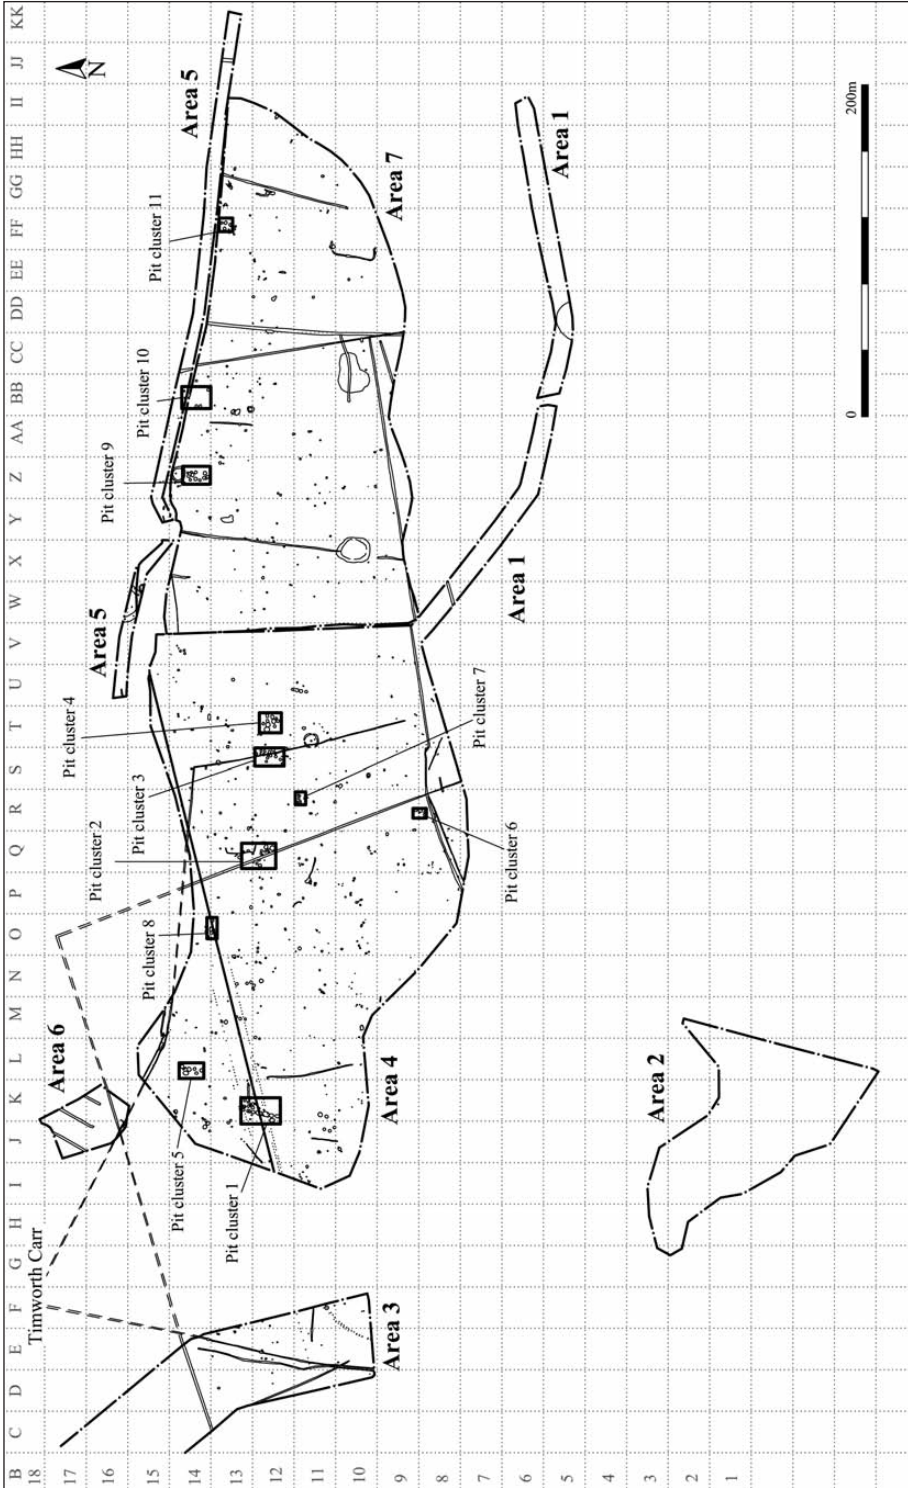 B C D E F G H I J K L M N O P Q R S T U V W X Y Z AA BB CC DD EE FF GG HH II JJ KK
18
17
16
15
14
13
12
11
10
9
8
7
6
5
4
3
2
1
Timworth Carr
Area 6
Area 5
Area 5
N
Pit cluster 5
Pit cluster 1
Pit cluster 8
Pit cluster 2
Pit cluster 3
Pit cluster 4
Pit cluster 9
Pit cluster 10
Pit cluster 11
Area 3
Area 4
Pit cluster 6
Pit cluster 7
Area 7
Area 1
Area 1
Area 2
0
200m